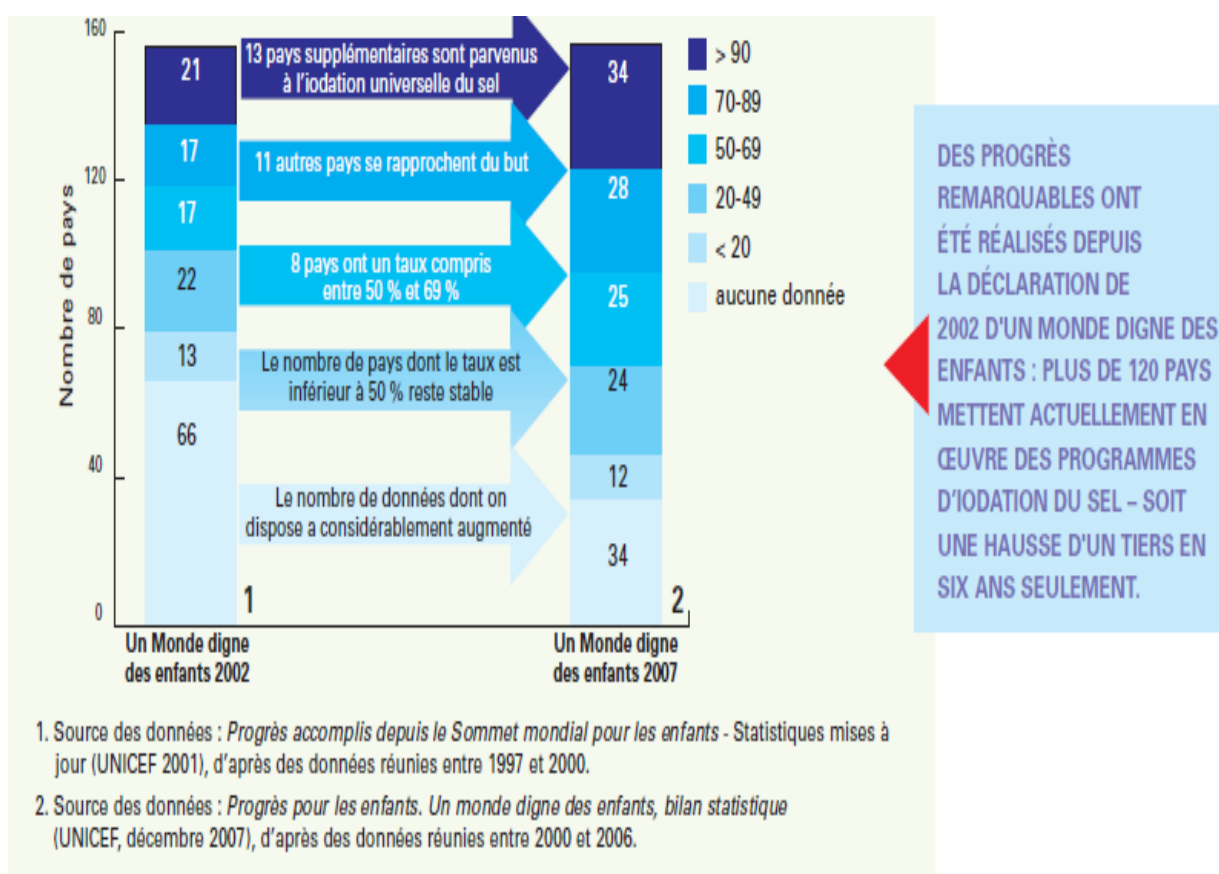 Nombre de pays
160
120
80
40
0
21
17
17
22
13
66
1
Un Monde digne
des enfants 2002
13 pays supplémentaires sont parvenus
à l'iodation universelle du sel
11 autres pays se rapprochent du but
8 pays ont un taux compris
entre 50 % et 69 %
Le nombre de pays dont le taux est
inférieur à 50 % reste stable
Le nombre de données dont on
dispose a considérablement augmenté
34
28
25
24
12
34
2
Un Monde digne
des enfants 2007
> 90
70-89
50-69
20-49
< 20
aucune donnée
DES PROGRÈS
REMARQUABLES ONT
ÉTÉ RÉALISÉS DEPUIS
LA DÉCLARATION DE
2002 D'UN MONDE DIGNE DES
ENFANTS : PLUS DE 120 PAYS
METTENT ACTUELLEMENT EN
ŒUVRE DES PROGRAMMES
D'IODATION DU SEL – SOIT
UNE HAUSSE D'UN TIERS EN
SIX ANS SEULEMENT.
1. Source des données : Progrès accomplis depuis le Sommet mondial pour les enfants - Statistiques mises à
jour (UNICEF 2001), d'après des données réunies entre 1997 et 2000.
2. Source des données : Progrès pour les enfants. Un monde digne des enfants, bilan statistique
(UNICEF, décembre 2007), d'après des données réunies entre 2000 et 2006.